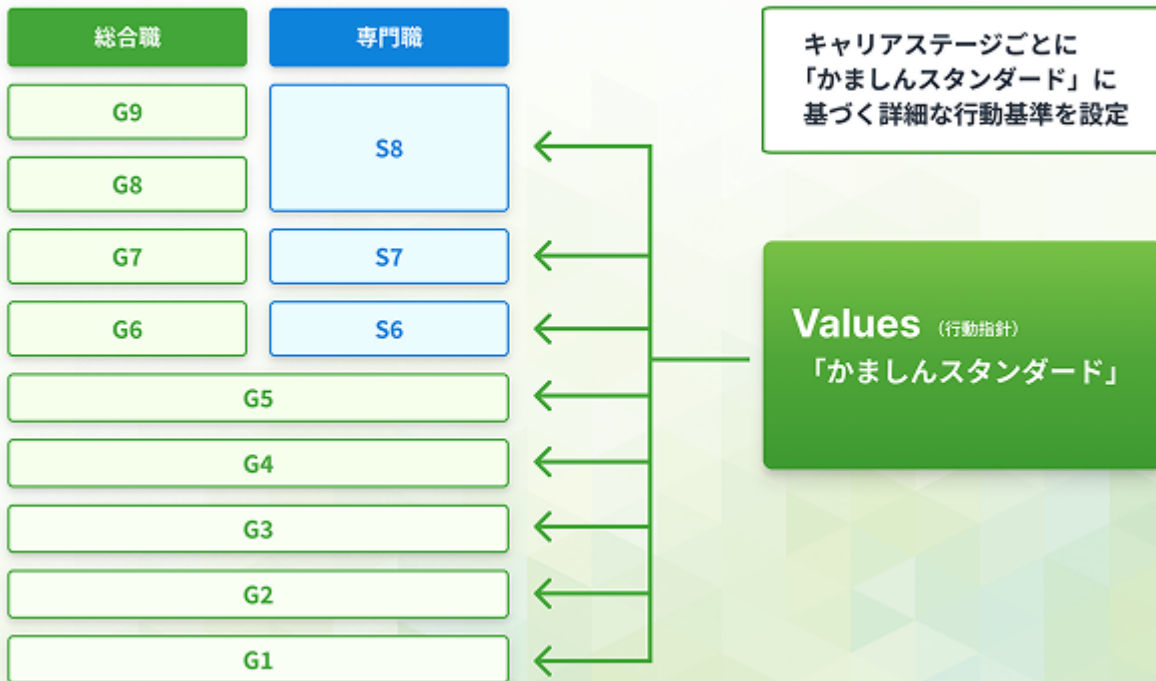 総合職
専門職
G9
S8
G8
G7
S7
G6
S6
G5
G4
G3
G2
G1
キャリアステージごとに
「かましんスタンダード」に
基づく詳細な行動基準を設定
Values （行動指針）
「かましんスタンダード」